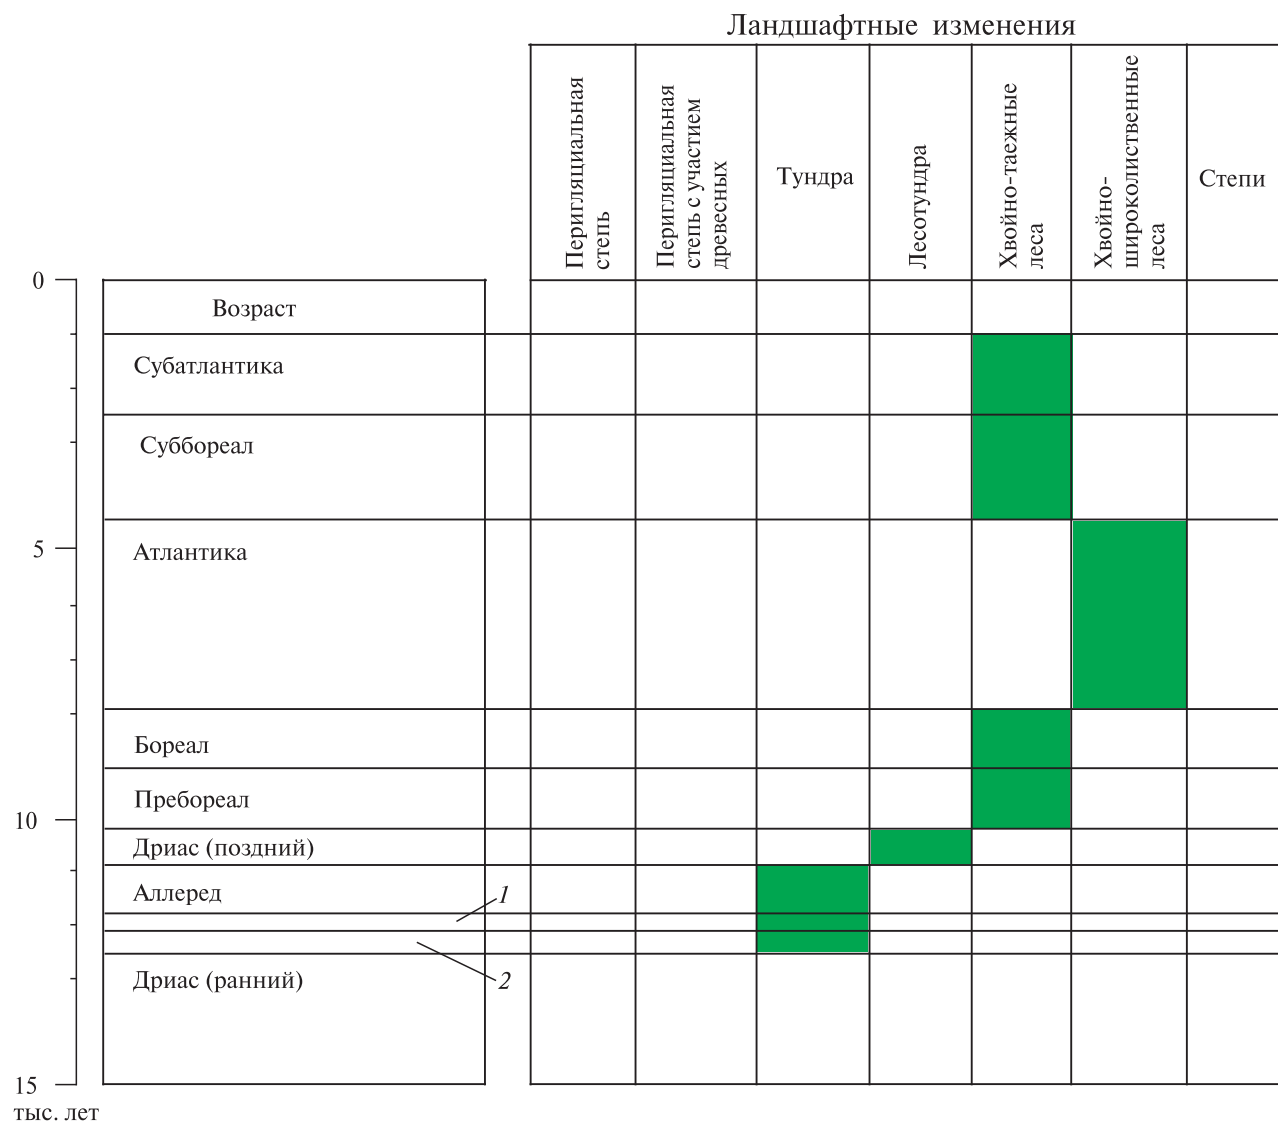 Ландшафтные изменения
Перигляциальная
степь
Перигляциальная
степь с участием
древесных
Тундра
Лесотундра
Хвойно-таежные
леса
Хвойно-
широколиственные
леса
Степи
0
Возраст
Субатлантика
Суббореал
5
Атлантика
Бореал
Пребореал
10
Дриас (поздний)
Аллеред
1
Дриас (ранний)
2
15
тыс. лет